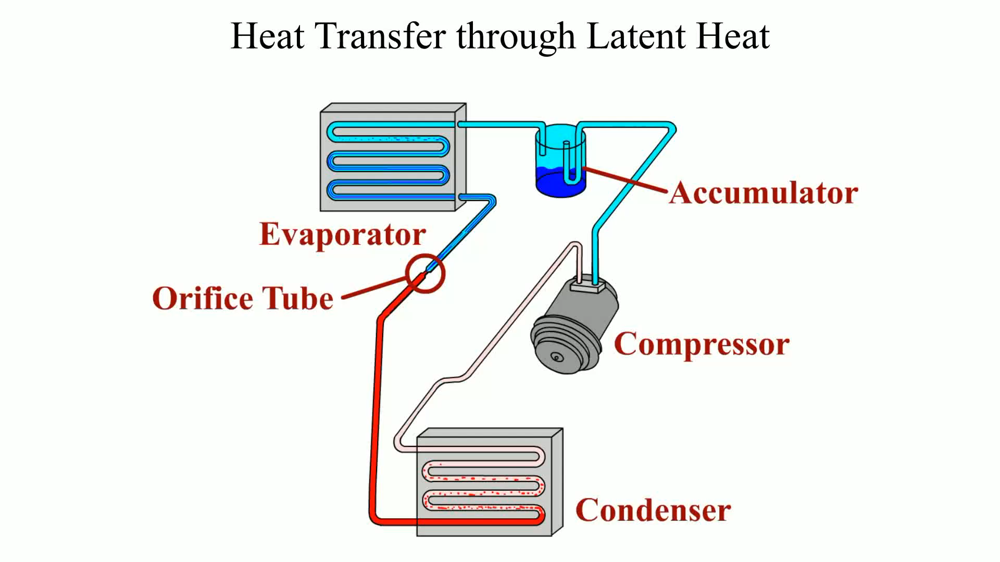 Heat Transfer through Latent Heat
Accumulator
Evaporator
Orifice Tube
Compressor
Condenser